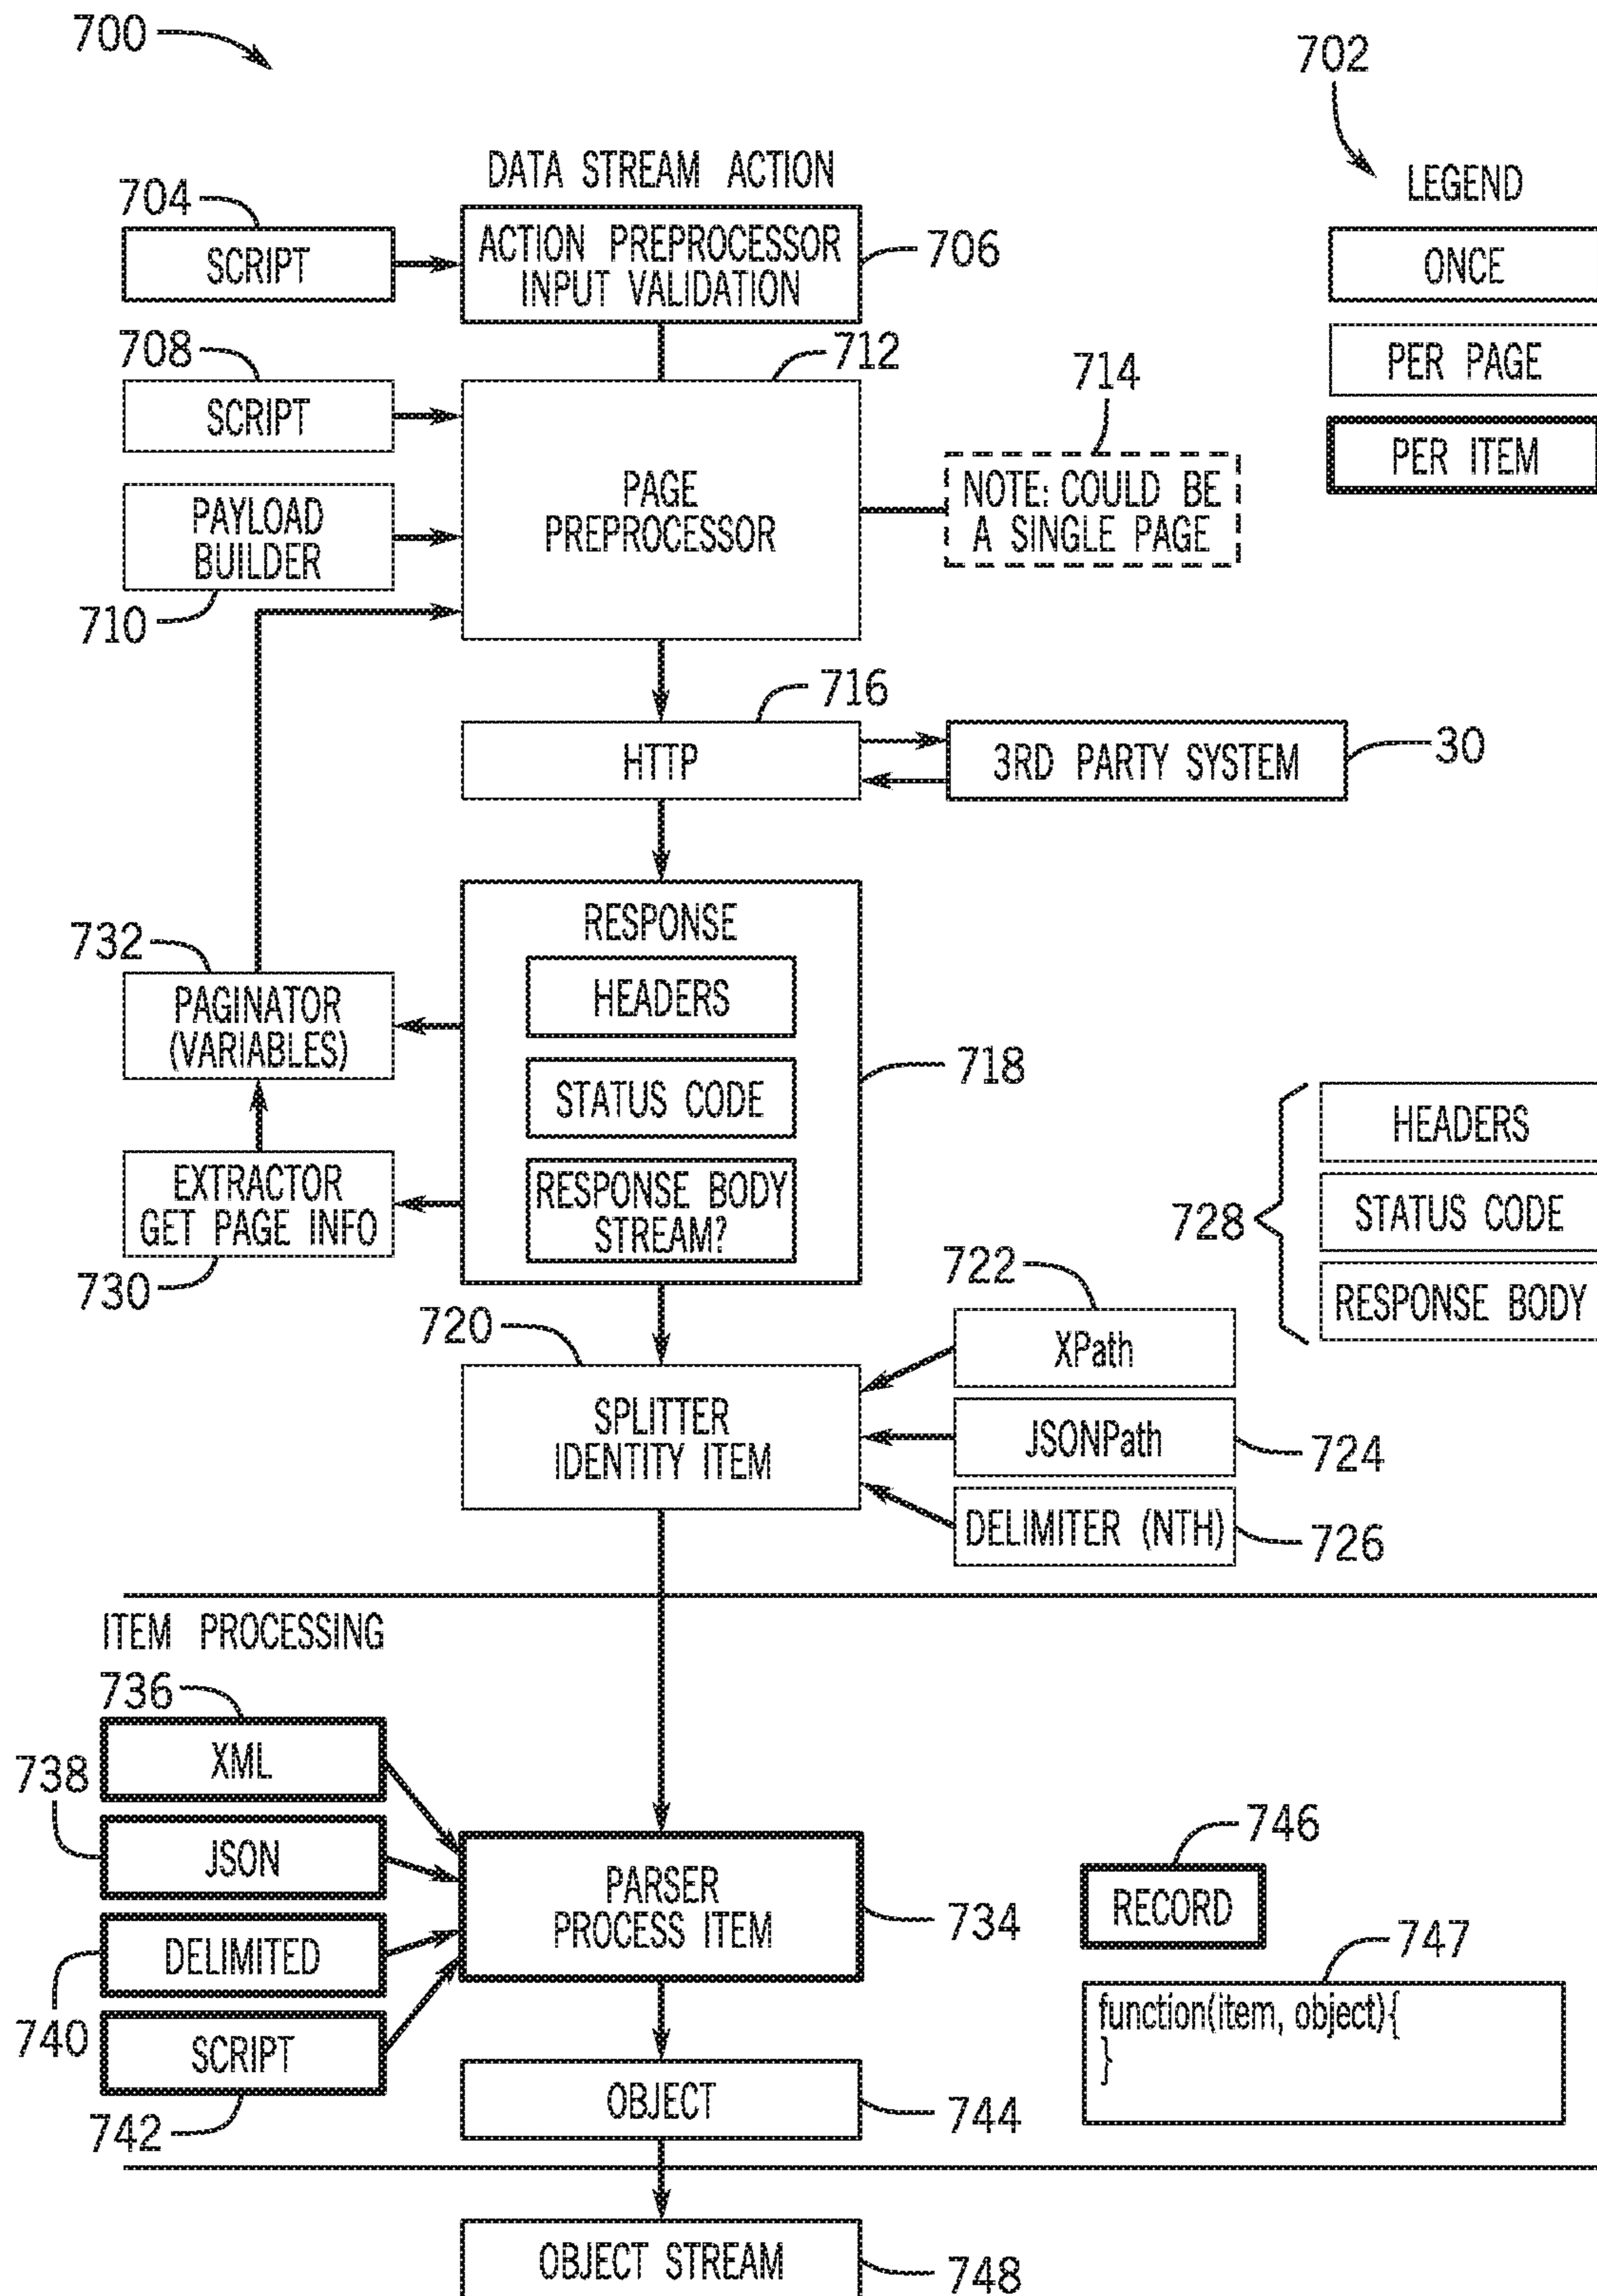 700
702
DATA STREAM ACTION
LEGEND
704
SCRIPT
ACTION PREPROCESSOR
INPUT VALIDATION
706
ONCE
708
SCRIPT
712
714
PER PAGE
PER ITEM
PAYLOAD
BUILDER
710
PAGE
PREPROCESSOR
NOTE: COULD BE
A SINGLE PAGE
716
HTTP
3RD PARTY SYSTEM
30
732
PAGINATOR
(VARIABLES)
RESPONSE
HEADERS
STATUS CODE
RESPONSE BODY
STREAM?
718
EXTRACTOR
GET PAGE INFO
730
728
HEADERS
STATUS CODE
RESPONSE BODY
720
SPLITTER
IDENTITY ITEM
722
XPath
JSONPath
724
DELIMITER (NTH)
726
ITEM PROCESSING
736
XML
738
JSON
DELIMITED
740
SCRIPT
742
PARSER
PROCESS ITEM
734
746
RECORD
747
function(item, object){
}
OBJECT
744
OBJECT STREAM
748